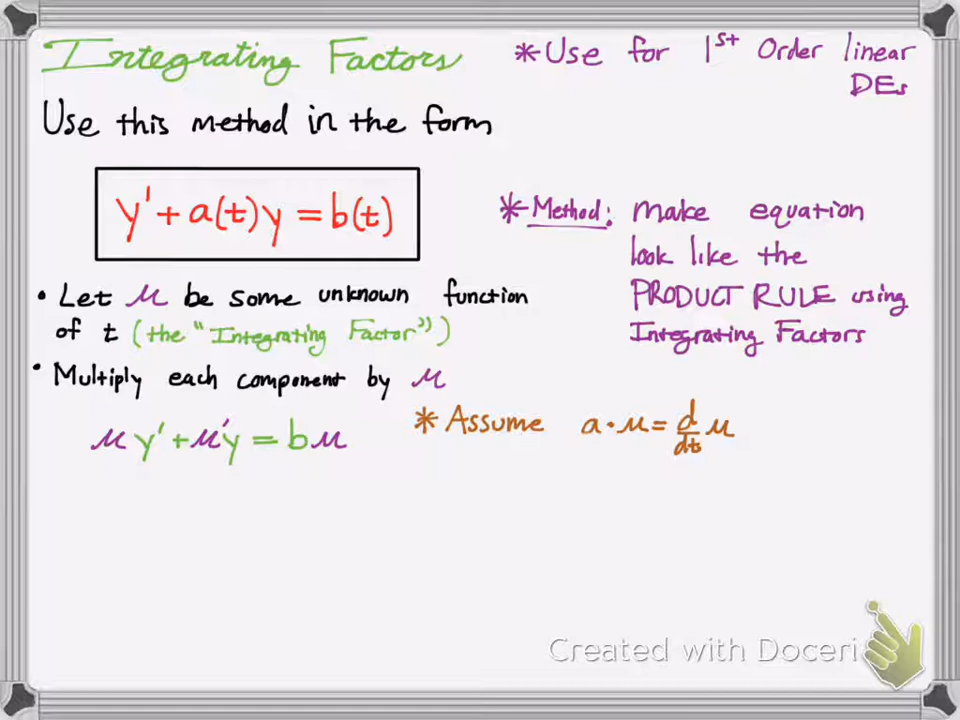 Integrating Factors
*Use for 1st Order linear
DEs
Use this method in the form
y' + a(t)y = b(t)
*Method: make equation
look like the
PRODUCT RULE using
Integrating Factors
• Let μ be some unknown function
of t (the "Integrating Factor")
• Multiply each component by μ
μy' + μ'y = bμ
* Assume a·μ = d/dt μ
Created with Doceri